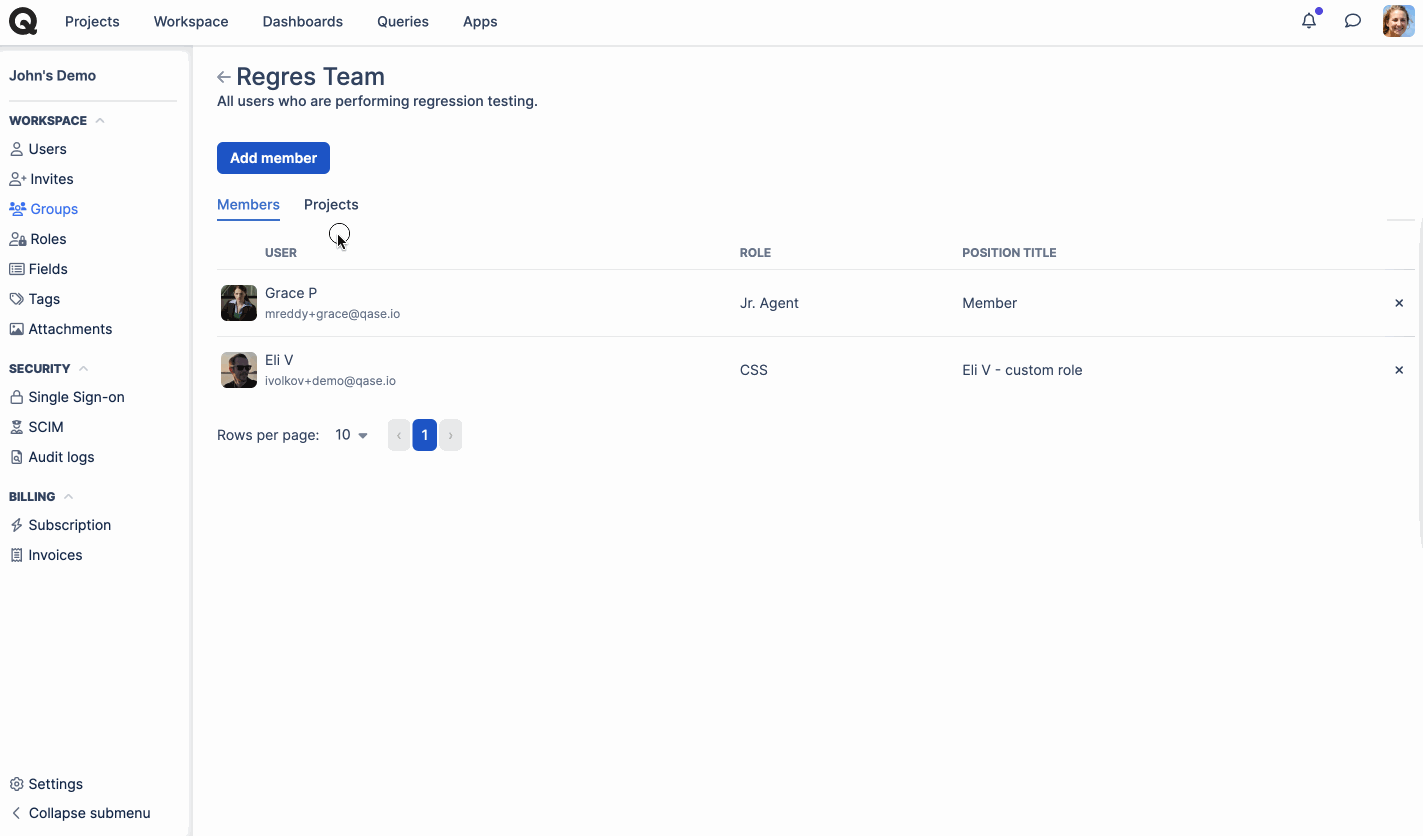 Projects Workspace Dashboards Queries Apps
John's Demo
WORKSPACE
Users
Invites
Groups
Roles
Fields
Tags
Attachments
SECURITY
Single Sign-on
SCIM
Audit logs
BILLING
Subscription
Invoices
Settings
Collapse submenu
Regres Team
All users who are performing regression testing.
Add member
Members Projects
USER ROLE POSITION TITLE
Grace P
mreddy+grace@qase.io
Jr. Agent
Member
Eli V
ivolkov+demo@qase.io
CSS
Eli V - custom role
Rows per page: 10 ‹ 1 ›